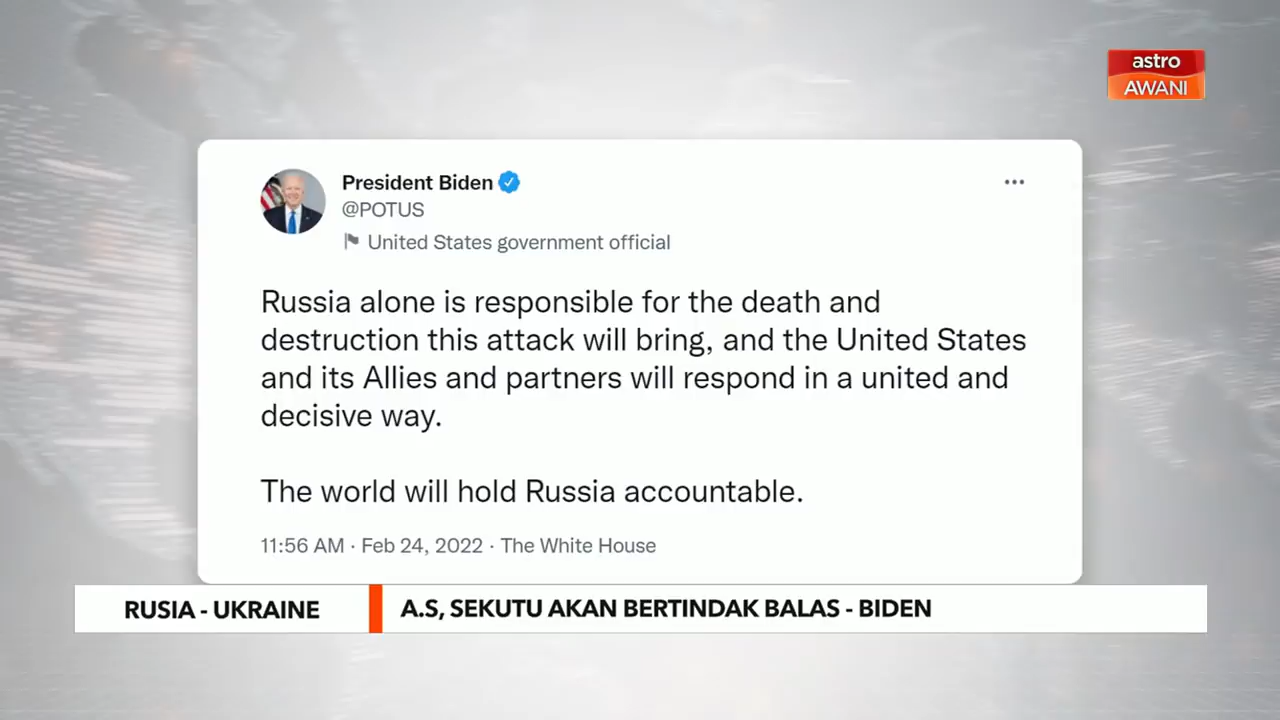 astro
AWANI
President Biden
@POTUS
United States government official
Russia alone is responsible for the death and
destruction this attack will bring, and the United States
and its Allies and partners will respond in a united and
decisive way.
The world will hold Russia accountable.
11:56 AM · Feb 24, 2022 · The White House
RUSIA - UKRAINE
A.S, SEKUTU AKAN BERTINDAK BALAS - BIDEN